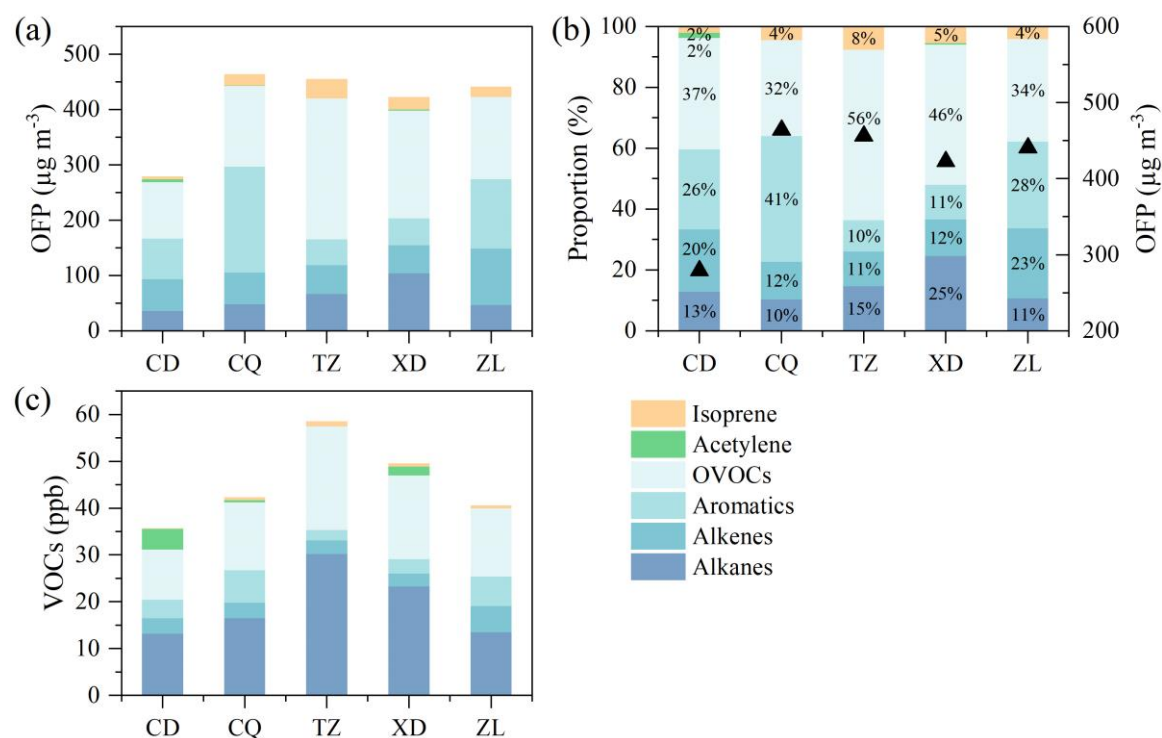 (a)
OFP (μg m⁻³)
500
400
300
200
100
0
CD CQ TZ XD ZL
(b)
Proportion (%)
100
80
60
40
20
0
2% 4% 8% 5% 4%
2%
37% 32% 56% 46% 34%
26% 41% 10% 11% 28%
20% 12% 11% 12% 23%
13% 10% 15% 25% 11%
600
500
400
300
200
OFP (μg m⁻³)
CD CQ TZ XD ZL
(c)
VOCs (ppb)
60
50
40
30
20
10
0
CD CQ TZ XD ZL
Isoprene
Acetylene
OVOCs
Aromatics
Alkenes
Alkanes